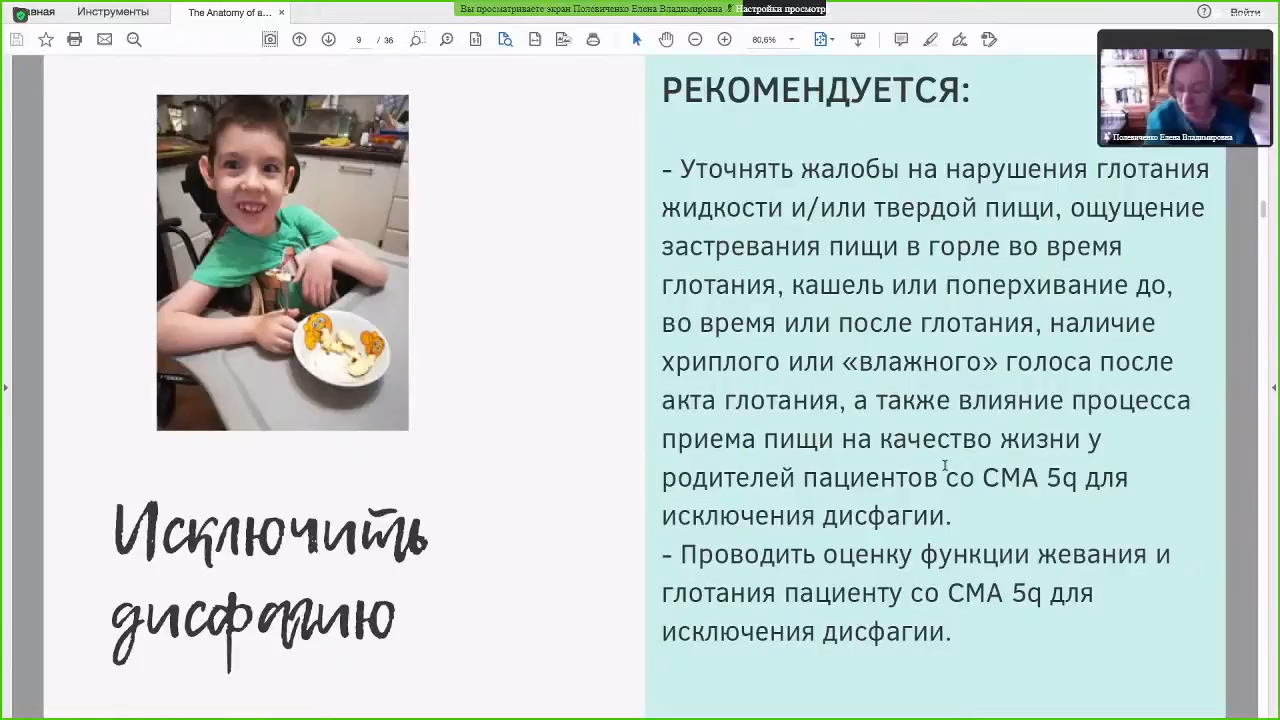 Вы просматриваете экран Полевиченко Елена Владимировна
Настройки просмотр
Инструменты
The Anatomy of a...
Войти
9 / 36
80,6%
РЕКОМЕНДУЕТСЯ:
Полевиченко Елена Владимировна
- Уточнять жалобы на нарушения глотания
жидкости и/или твердой пищи, ощущение
застревания пищи в горле во время
глотания, кашель или поперхивание до,
во время или после глотания, наличие
хриплого или «влажного» голоса после
акта глотания, а также влияние процесса
приема пищи на качество жизни у
родителей пациентов со СМА 5q для
исключения дисфагии.
- Проводить оценку функции жевания и
глотания пациенту со СМА 5q для
исключения дисфагии.
Исключить
дисфагию